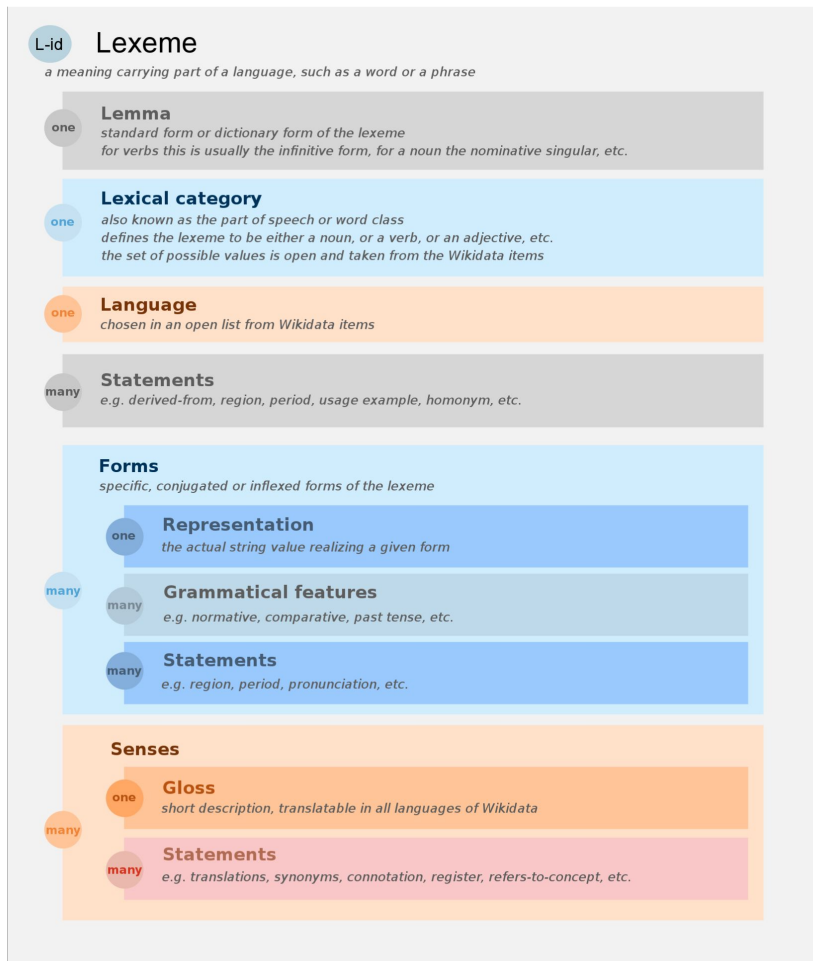 L-id Lexeme
a meaning carrying part of a language, such as a word or a phrase
Lemma
one
standard form or dictionary form of the lexeme
for verbs this is usually the infinitive form, for a noun the nominative singular, etc.
Lexical category
one
also known as the part of speech or word class
defines the lexeme to be either a noun, or a verb, or an adjective, etc.
the set of possible values is open and taken from the Wikidata items
Language
one
chosen in an open list from Wikidata items
Statements
many
e.g. derived-from, region, period, usage example, homonym, etc.
many
Forms
specific, conjugated or inflexed forms of the lexeme
Representation
one
the actual string value realizing a given form
Grammatical features
many
e.g. normative, comparative, past tense, etc.
Statements
many
e.g. region, period, pronunciation, etc.
many
Senses
Gloss
one
short description, translatable in all languages of Wikidata
Statements
many
e.g. translations, synonyms, connotation, register, refers-to-concept, etc.